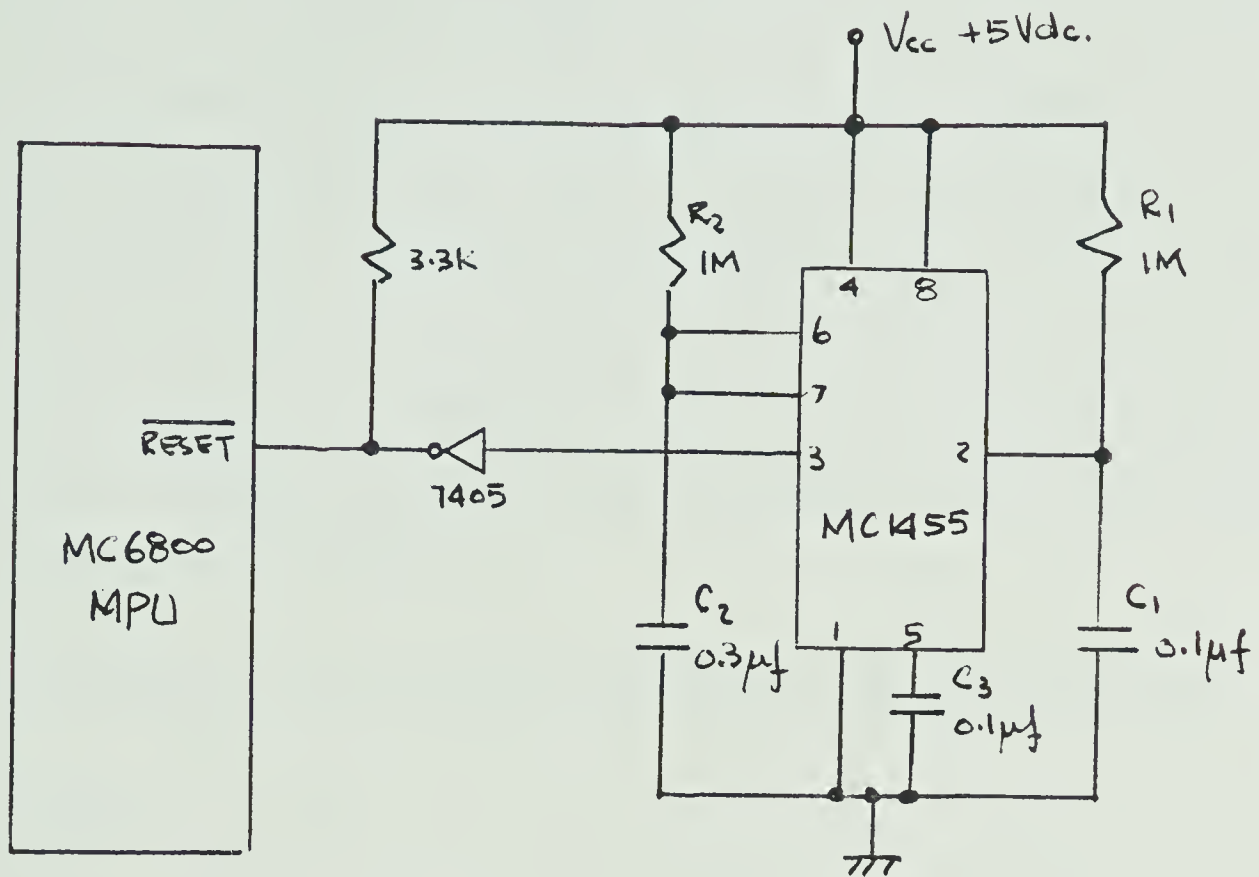 Vcc +5Vdc.
3.3K
R2
1M
R1
1M
4
8
6
7
3
2
RESET
7405
MC1455
MC6800
MPU
C2
0.3µf
1
5
C3
0.1µf
C1
0.1µf